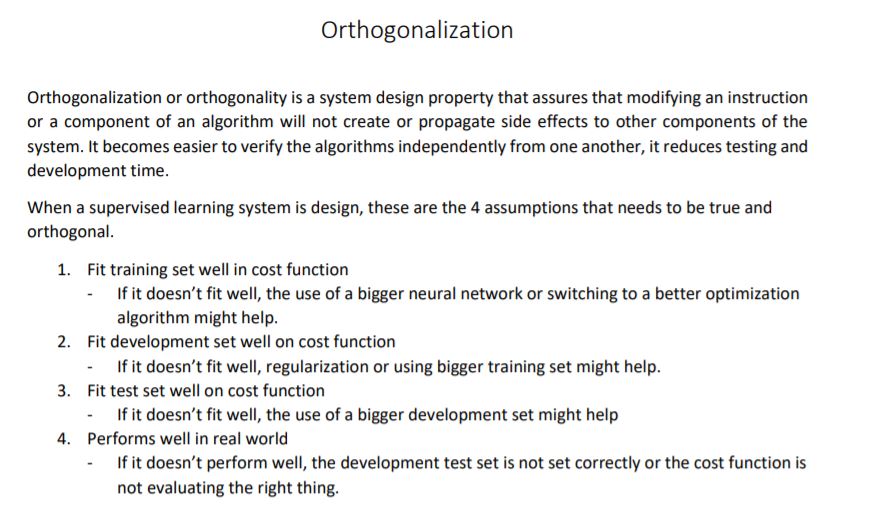 Orthogonalization
Orthogonalization or orthogonality is a system design property that assures that modifying an instruction
or a component of an algorithm will not create or propagate side effects to other components of the
system. It becomes easier to verify the algorithms independently from one another, it reduces testing and
development time.
When a supervised learning system is design, these are the 4 assumptions that needs to be true and
orthogonal.
1. Fit training set well in cost function
- If it doesn't fit well, the use of a bigger neural network or switching to a better optimization
algorithm might help.
2. Fit development set well on cost function
- If it doesn't fit well, regularization or using bigger training set might help.
3. Fit test set well on cost function
- If it doesn't fit well, the use of a bigger development set might help
4. Performs well in real world
- If it doesn't perform well, the development test set is not set correctly or the cost function is
not evaluating the right thing.